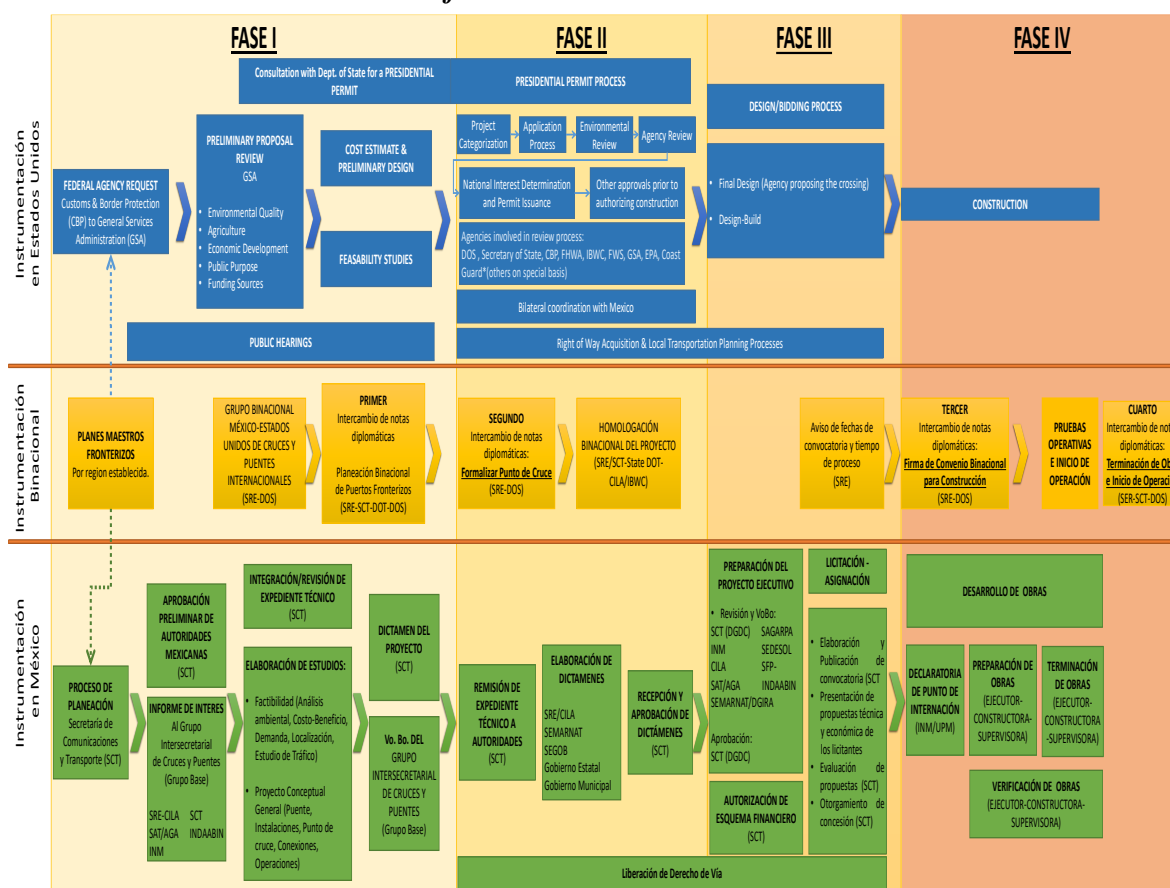 FASE I
FASE II
FASE III
FASE IV
Instrumentación
en Estados Unidos
Consultation with Dept. of State for a PRESIDENTIAL
PERMIT
PRESIDENTIAL PERMIT PROCESS
DESIGN/BIDDING PROCESS
FEDERAL AGENCY REQUEST
Customs & Border Protection
(CBP) to General Services
Administration (GSA)
PRELIMINARY PROPOSAL
REVIEW
GSA
• Environmental Quality
• Agriculture
• Economic Development
• Public Purpose
• Funding Sources
COST ESTIMATE &
PRELIMINARY DESIGN
FEASABILITY STUDIES
PUBLIC HEARINGS
Project
Categorization
Application
Process
Environmental
Review
Agency Review
National Interest Determination
and Permit Issuance
Other approvals prior to
authorizing construction
Agencies involved in review process:
DOS , Secretary of State, CBP, FHWA, IBWC, FWS, GSA, EPA, Coast
Guard*(others on special basis)
Bilateral coordination with Mexico
Right of Way Acquisition & Local Transportation Planning Processes
• Final Design (Agency proposing the crossing)
• Design-Build
CONSTRUCTION
Instrumentación
Binacional
PLANES MAESTROS
FRONTERIZOS
Por region establecida.
GRUPO BINACIONAL
MÉXICO-ESTADOS
UNIDOS DE CRUCES Y
PUENTES
INTERNACIONALES
(SRE-DOS)
PRIMER
Intercambio de notas
diplomáticas
Planeación Binacional
de Puertos Fronterizos
(SRE-SCT-DOT-DOS)
SEGUNDO
Intercambio de notas
diplomáticas:
Formalizar Punto de Cruce
(SRE-DOS)
HOMOLOGACIÓN
BINACIONAL DEL PROYECTO
(SRE/SCT-State DOT-
CILA/IBWC)
Aviso de fechas de
convocatoria y tiempo
de proceso
(SRE)
TERCER
Intercambio de notas
diplomáticas:
Firma de Convenio Binacional
para Construcción
(SRE-DOS)
PRUEBAS
OPERATIVAS
E INICIO DE
OPERACIÓN
CUARTO
Intercambio de not
diplomáticas:
Terminación de Ob
e Inicio de Operaci
(SER-SCT-DOS)
Instrumentación
en México
PROCESO DE
PLANEACIÓN
Secretaría de
Comunicaciones
y Transporte (SCT)
APROBACIÓN
PRELIMINAR DE
AUTORIDADES
MEXICANAS
(SCT)
INFORME DE INTERES
Al Grupo
Intersecretarial
de Cruces y Puentes
(Grupo Base)
SRE-CILA SCT
SAT/AGA INDAABIN
INM
INTEGRACIÓN/REVISIÓN DE
EXPEDIENTE TÉCNICO
(SCT)
ELABORACIÓN DE ESTUDIOS:
• Factibilidad (Análisis
ambiental, Costo-Beneficio,
Demanda, Localización,
Estudio de Tráfico)
• Proyecto Conceptual
General (Puente,
Instalaciones, Punto de
cruce, Conexiones,
Operaciones)
DICTAMEN DEL
PROYECTO
(SCT)
Vo. Bo. DEL
GRUPO
INTERSECRETARIAL
DE CRUCES Y
PUENTES
(Grupo Base)
REMISIÓN DE
EXPEDIENTE
TÉCNICO A
AUTORIDADES
(SCT)
ELABORACIÓN DE
DICTAMENES
SRE/CILA
SEMARNAT
SEGOB
Gobierno Estatal
Gobierno Municipal
RECEPCIÓN Y
APROBACIÓN DE
DICTÁMENES
(SCT)
PREPARACIÓN DEL
PROYECTO EJECUTIVO
• Revisión y VoBo:
SCT (DGDC) SAGARPA
INM SEDESOL
CILA SFP-
SAT/AGA INDAABIN
SEMARNAT/DGIRA
Aprobación:
SCT (DGDC)
AUTORIZACIÓN DE
ESQUEMA FINANCIERO
(SCT)
LICITACIÓN -
ASIGNACIÓN
• Elaboración y
Publicación de
convocatoria (SCT
• Presentación de
propuestas técnica
y económica de
los licitantes
• Evaluación de
propuestas (SCT)
• Otorgamiento de
concesión (SCT)
Liberación de Derecho de Vía
DESARROLLO DE OBRAS
DECLARATORIA
DE PUNTO DE
INTERNACIÓN
(INM/UPM)
PREPARACIÓN DE
OBRAS
(EJECUTOR-
CONSTRUCTORA-
SUPERVISORA)
TERMINACIÓN
DE OBRAS
(EJECUTOR-
CONSTRUCTORA
-SUPERVISORA)
VERIFICACIÓN DE OBRAS
(EJECUTOR-CONSTRUCTORA-
SUPERVISORA)